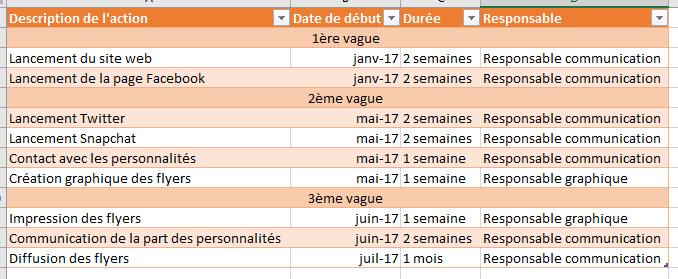 Description de l'action Date de début Durée Responsable
1ère vague
Lancement du site web janv-17 2 semaines Responsable communication
Lancement de la page Facebook janv-17 2 semaines Responsable communication
2ème vague
Lancement Twitter mai-17 2 semaines Responsable communication
Lancement Snapchat mai-17 2 semaines Responsable communication
Contact avec les personnalités mai-17 1 semaine Responsable communication
Création graphique des flyers mai-17 1 semaine Responsable graphique
3ème vague
Impression des flyers juin-17 1 semaine Responsable graphique
Communication de la part des personnalités juin-17 2 semaines Responsable communication
Diffusion des flyers juil-17 1 mois Responsable communication